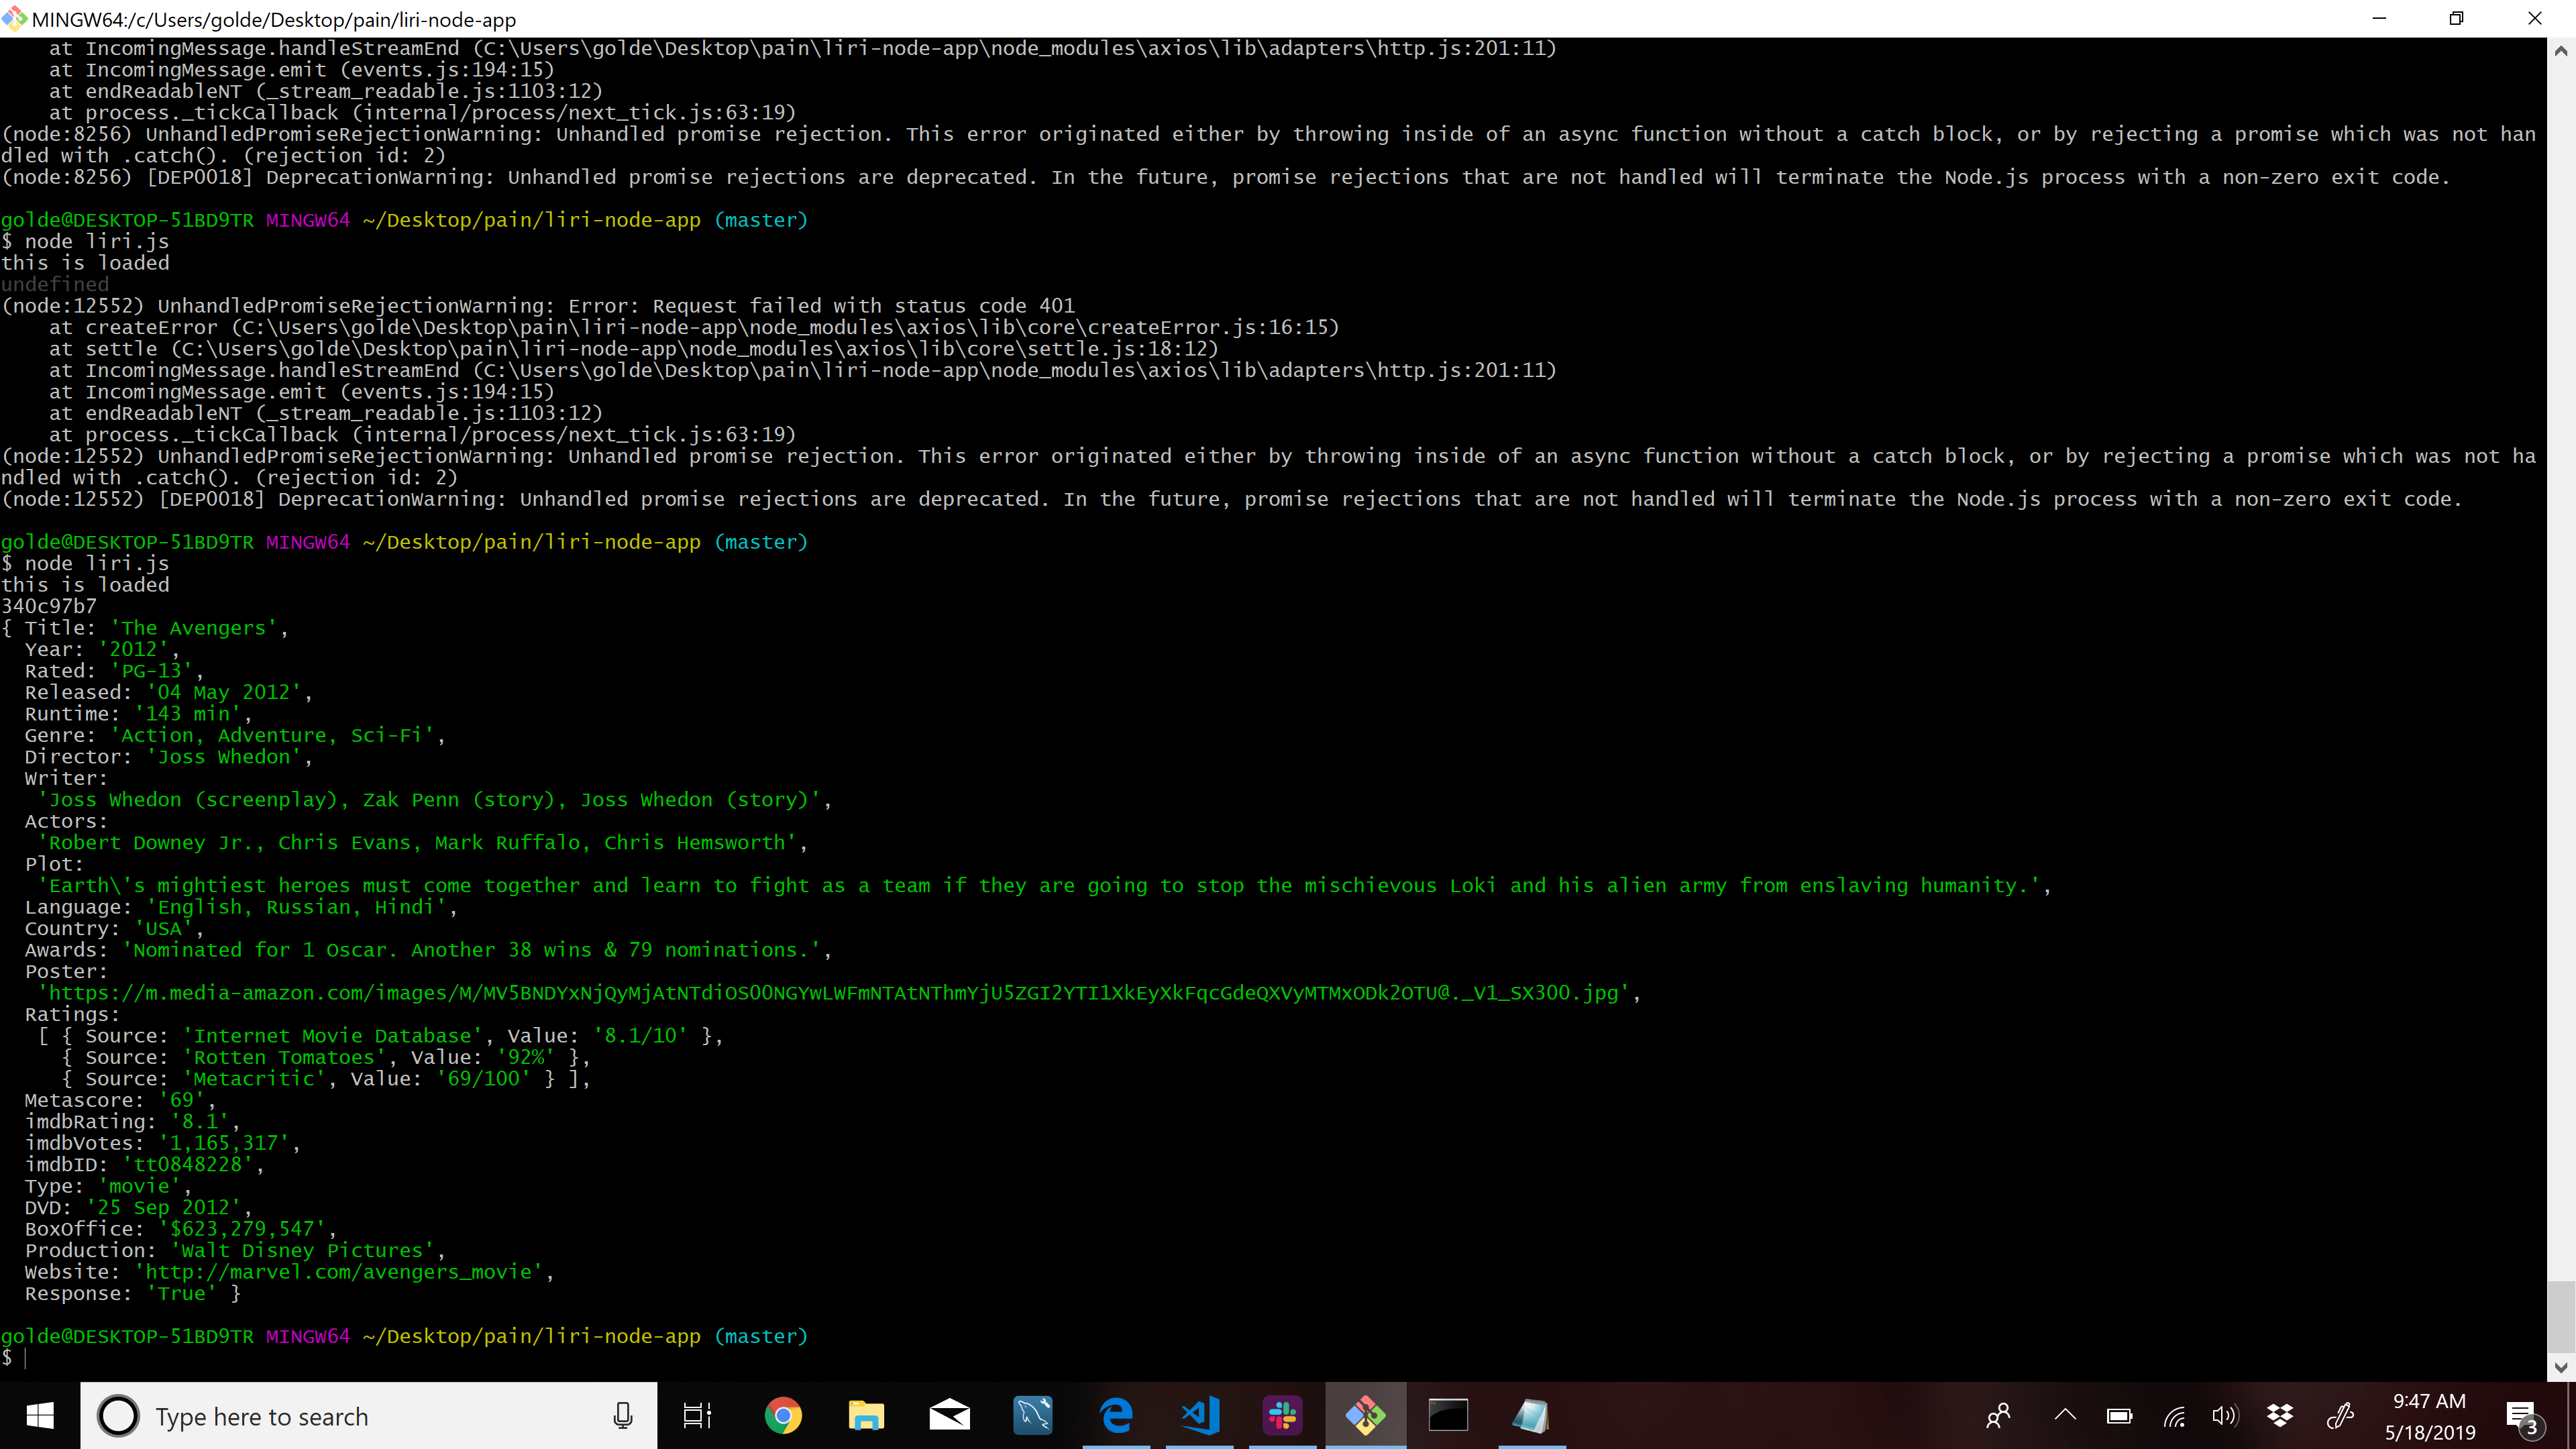 MINGW64:/c/Users/golde/Desktop/pain/liri-node-app
    at IncomingMessage.handleStreamEnd (C:\Users\golde\Desktop\pain\liri-node-app\node_modules\axios\lib\adapters\http.js:201:11)
    at IncomingMessage.emit (events.js:194:15)
    at endReadableNT (_stream_readable.js:1103:12)
    at process._tickCallback (internal/process/next_tick.js:63:19)
(node:8256) UnhandledPromiseRejectionWarning: Unhandled promise rejection. This error originated either by throwing inside of an async function without a catch block, or by rejecting a promise which was not han
dled with .catch(). (rejection id: 2)
(node:8256) [DEP0018] DeprecationWarning: Unhandled promise rejections are deprecated. In the future, promise rejections that are not handled will terminate the Node.js process with a non-zero exit code.
golde@DESKTOP-51BD9TR MINGW64 ~/Desktop/pain/liri-node-app (master)
$ node liri.js
this is loaded
undefined
(node:12552) UnhandledPromiseRejectionWarning: Error: Request failed with status code 401
    at createError (C:\Users\golde\Desktop\pain\liri-node-app\node_modules\axios\lib\core\createError.js:16:15)
    at settle (C:\Users\golde\Desktop\pain\liri-node-app\node_modules\axios\lib\core\settle.js:18:12)
    at IncomingMessage.handleStreamEnd (C:\Users\golde\Desktop\pain\liri-node-app\node_modules\axios\lib\adapters\http.js:201:11)
    at IncomingMessage.emit (events.js:194:15)
    at endReadableNT (_stream_readable.js:1103:12)
    at process._tickCallback (internal/process/next_tick.js:63:19)
(node:12552) UnhandledPromiseRejectionWarning: Unhandled promise rejection. This error originated either by throwing inside of an async function without a catch block, or by rejecting a promise which was not ha
ndled with .catch(). (rejection id: 2)
(node:12552) [DEP0018] DeprecationWarning: Unhandled promise rejections are deprecated. In the future, promise rejections that are not handled will terminate the Node.js process with a non-zero exit code.
golde@DESKTOP-51BD9TR MINGW64 ~/Desktop/pain/liri-node-app (master)
$ node liri.js
this is loaded
340c97b7
{ Title: 'The Avengers',
  Year: '2012',
  Rated: 'PG-13',
  Released: '04 May 2012',
  Runtime: '143 min',
  Genre: 'Action, Adventure, Sci-Fi',
  Director: 'Joss Whedon',
  Writer:
   'Joss Whedon (screenplay), Zak Penn (story), Joss Whedon (story)',
  Actors:
   'Robert Downey Jr., Chris Evans, Mark Ruffalo, Chris Hemsworth',
  Plot:
   'Earth\'s mightiest heroes must come together and learn to fight as a team if they are going to stop the mischievous Loki and his alien army from enslaving humanity.',
  Language: 'English, Russian, Hindi',
  Country: 'USA',
  Awards: 'Nominated for 1 Oscar. Another 38 wins & 79 nominations.',
  Poster:
   'https://m.media-amazon.com/images/M/MV5BNDYxNjQyMjAtNTdiOS00NGYwLWFmNTAtNThmYjU5ZGI2YTI1XkEyXkFqcGdeQXVyMTMxODk2OTU@._V1_SX300.jpg',
  Ratings:
   [ { Source: 'Internet Movie Database', Value: '8.1/10' },
     { Source: 'Rotten Tomatoes', Value: '92%' },
     { Source: 'Metacritic', Value: '69/100' } ],
  Metascore: '69',
  imdbRating: '8.1',
  imdbVotes: '1,165,317',
  imdbID: 'tt0848228',
  Type: 'movie',
  DVD: '25 Sep 2012',
  BoxOffice: '$623,279,547',
  Production: 'Walt Disney Pictures',
  Website: 'http://marvel.com/avengers_movie',
  Response: 'True' }
golde@DESKTOP-51BD9TR MINGW64 ~/Desktop/pain/liri-node-app (master)
$
Type here to search
9:47 AM
5/18/2019
3